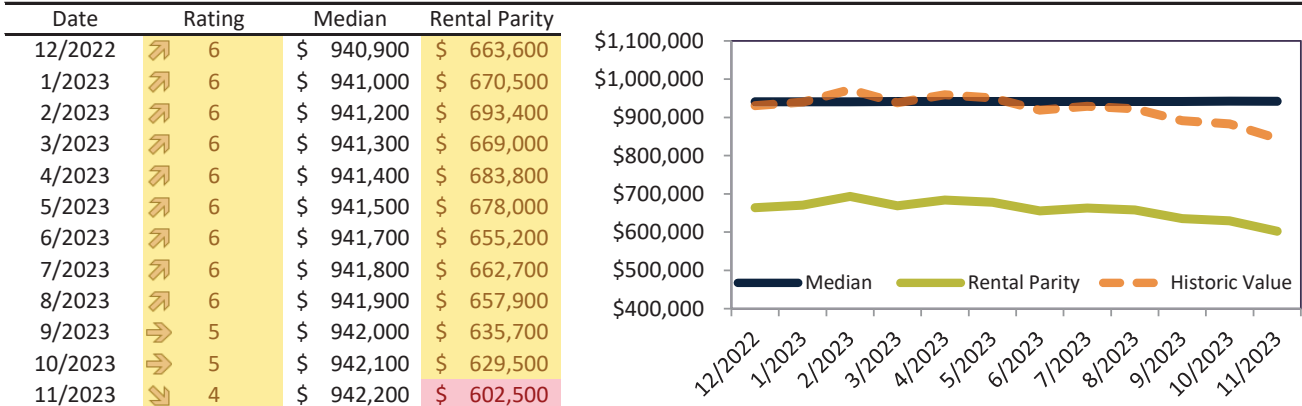 Date Rating Median Rental Parity
12/2022 6 $ 940,900 $ 663,600
1/2023 6 $ 941,000 $ 670,500
2/2023 6 $ 941,200 $ 693,400
3/2023 6 $ 941,300 $ 669,000
4/2023 6 $ 941,400 $ 683,800
5/2023 6 $ 941,500 $ 678,000
6/2023 6 $ 941,700 $ 655,200
7/2023 6 $ 941,800 $ 662,700
8/2023 6 $ 941,900 $ 657,900
9/2023 5 $ 942,000 $ 635,700
10/2023 5 $ 942,100 $ 629,500
11/2023 4 $ 942,200 $ 602,500
$1,100,000
$1,000,000
$900,000
$800,000
$700,000
$600,000
$500,000
$400,000
Median Rental Parity Historic Value
12/2022
1/2023
2/2023
3/2023
4/2023
5/2023
6/2023
7/2023
8/2023
9/2023
10/2023
11/2023